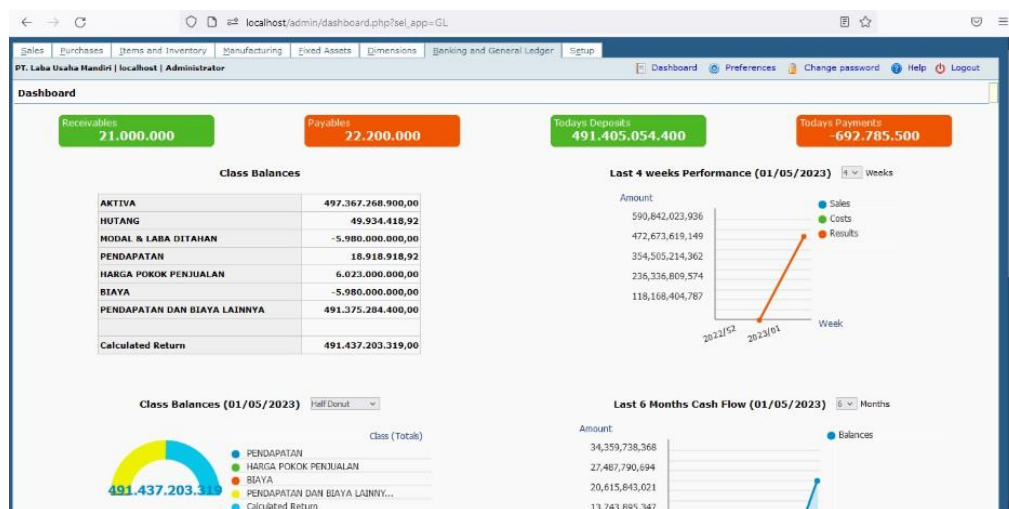 localhost/admin/dashboard.php?sel_app=GL
Sales Purchases Items and Inventory Manufacturing Fixed Assets Dimensions Banking and General Ledger Setup
PT. Laba Usaha Mandiri | localhost | Administrator
Dashboard Preferences Change password Help Logout
Dashboard
Receivables
21.000.000
Payables
22.200.000
Todays Deposits
491.405.054.400
Todays Payments
-692.785.500
Class Balances
AKTIVA 497.367.268.900,00
HUTANG 49.934.418,92
MODAL & LABA DITAHAN -5.980.000.000,00
PENDAPATAN 18.918.918,92
HARGA POKOK PENJUALAN 6.023.000.000,00
BIAYA -5.980.000.000,00
PENDAPATAN DAN BIAYA LAINNYA 491.375.284.400,00
Calculated Return 491.437.203.319,00
Last 4 weeks Performance (01/05/2023) 4 Weeks
Amount
590,842,023,936
472,673,619,149
354,505,214,362
236,336,809,574
118,168,404,787
2022/52
2023/01
Week
Sales
Costs
Results
Class Balances (01/05/2023) Half Donut
Class (Totals)
491.437.203.319
PENDAPATAN
HARGA POKOK PENJUALAN
BIAYA
PENDAPATAN DAN BIAYA LAINNY...
Calculated Return
Last 6 Months Cash Flow (01/05/2023) 6 Months
Amount
34,359,738,368
27,487,790,694
20,615,843,021
13,743,895,347
Balances